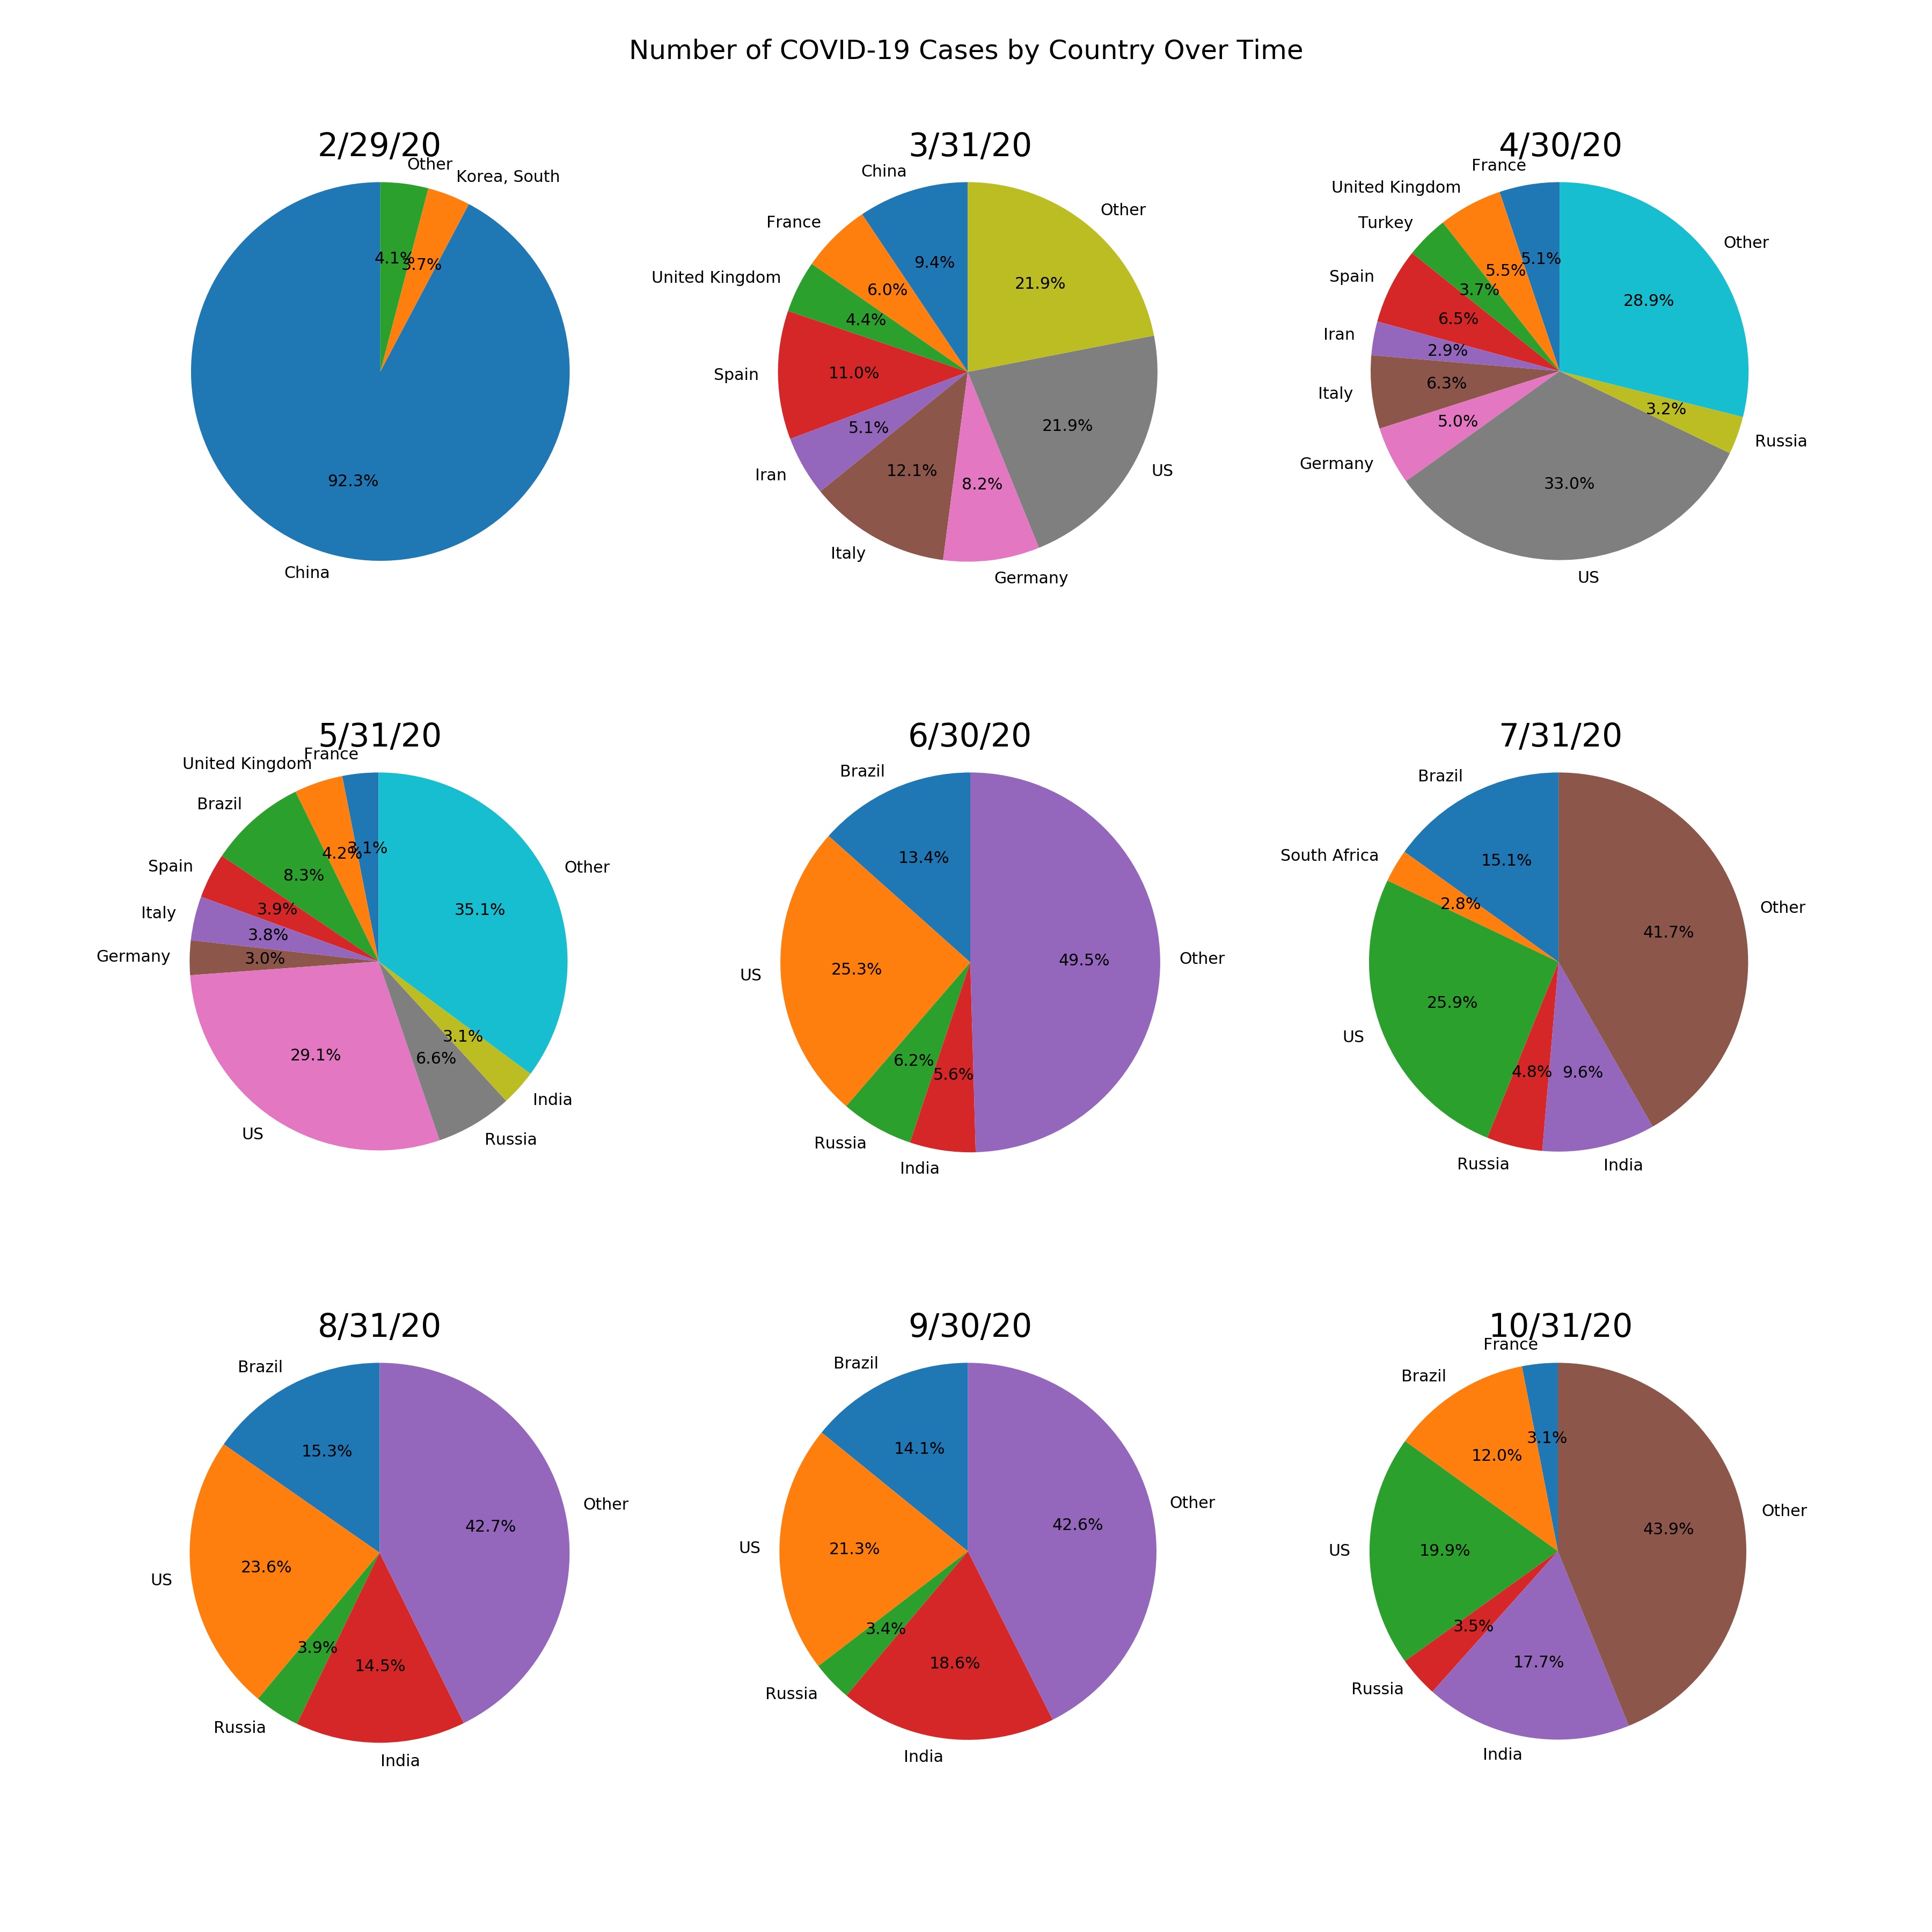 Number of COVID-19 Cases by Country Over Time
2/29/20
Other
Korea, South
4.1%
3.7%
92.3%
China
3/31/20
China
Other
France
9.4%
21.9%
United Kingdom
6.0%
4.4%
Spain
11.0%
21.9%
5.1%
12.1%
US
Iran
8.2%
Italy
Germany
4/30/20
France
United Kingdom
Turkey
Other
5.1%
5.5%
Spain
3.7%
28.9%
6.5%
Iran
2.9%
Italy
6.3%
3.2%
5.0%
Russia
Germany
33.0%
US
5/31/20
France
United Kingdom
Brazil
3.1%
4.2%
Spain
8.3%
Other
3.9%
35.1%
Italy
3.8%
Germany
3.0%
3.1%
29.1%
6.6%
India
US
Russia
6/30/20
Brazil
13.4%
Other
49.5%
US
25.3%
6.2%
5.6%
Russia
India
7/31/20
Brazil
South Africa
15.1%
2.8%
Other
41.7%
25.9%
US
4.8%
9.6%
Russia
India
8/31/20
Brazil
15.3%
Other
42.7%
23.6%
US
3.9%
14.5%
Russia
India
9/30/20
Brazil
14.1%
Other
42.6%
US
21.3%
3.4%
18.6%
Russia
India
10/31/20
France
Brazil
3.1%
12.0%
Other
43.9%
US
19.9%
3.5%
17.7%
Russia
India